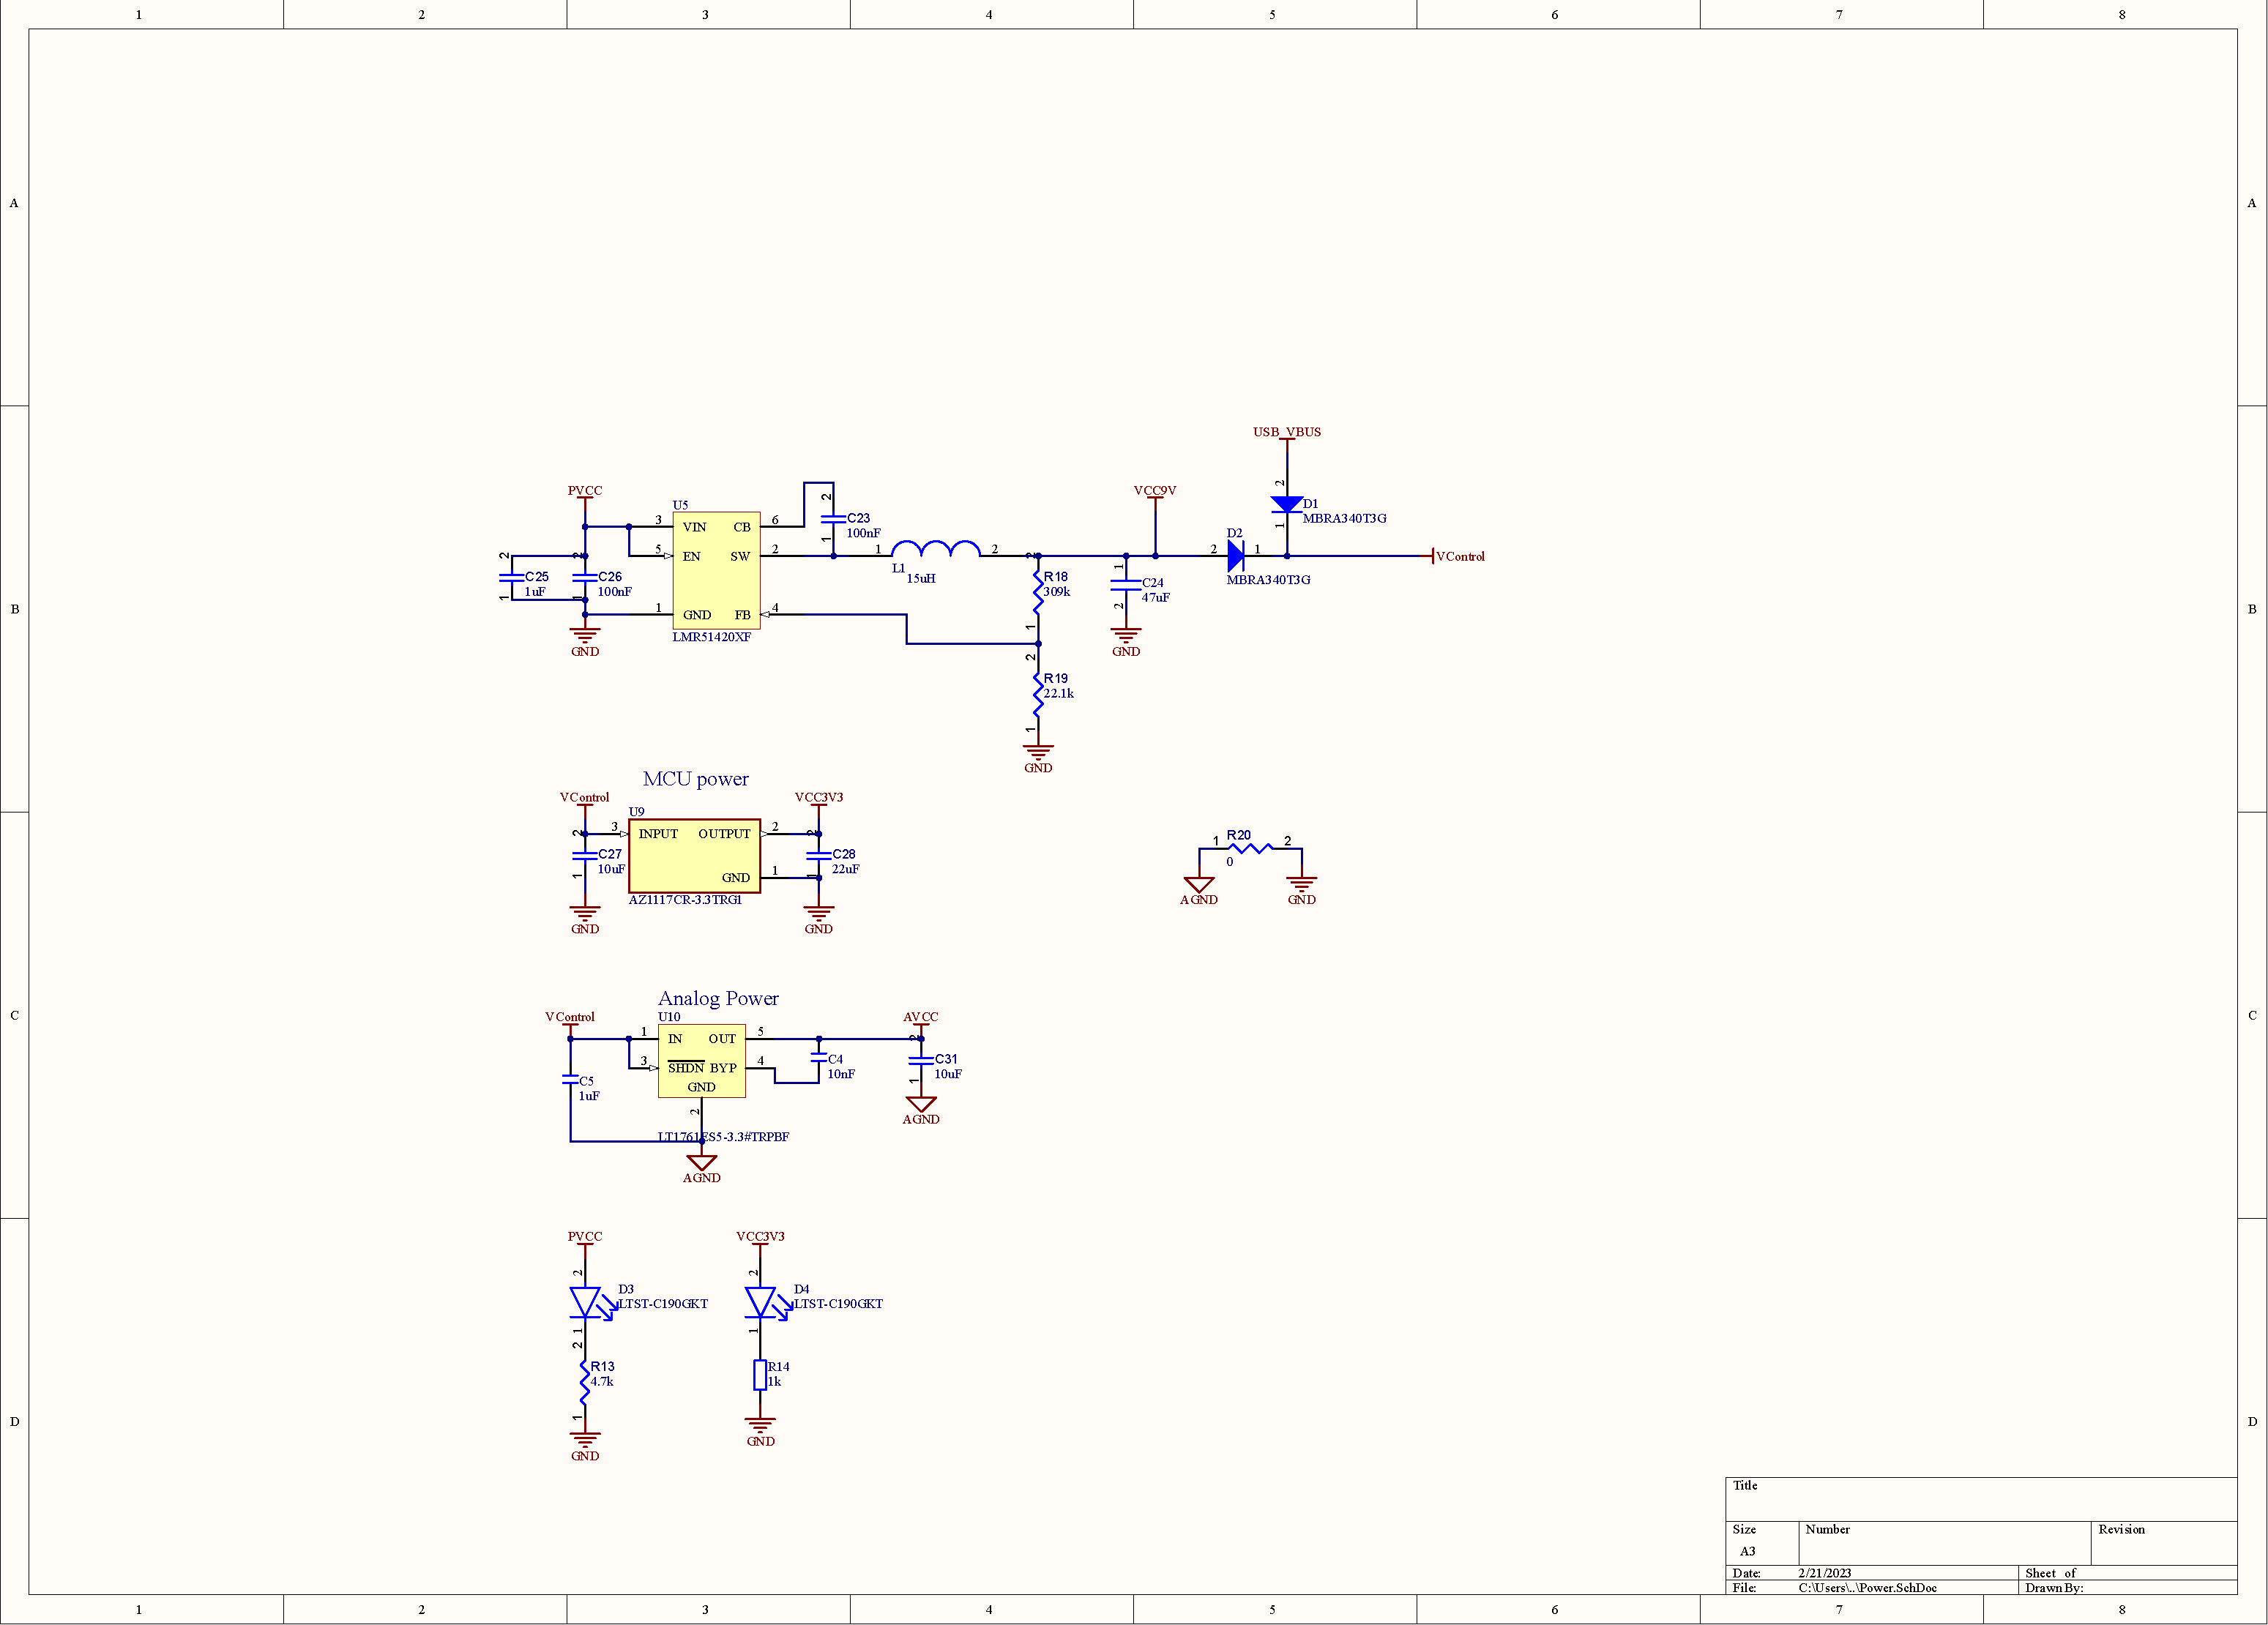 1 2 3 4 5 6 7 8
A A
USB_VBUS
2
D1
MBRA340T3G
1
PVCC
U5
3 VIN CB 6
5 EN SW 2
1 GND FB 4
LMR51420XF
2
C23
100nF
1
2
C25
1uF
1
2
C26
100nF
1
GND
1 2
L1
15uH
VCC9V
2
R18
309k
1
1
C24
47uF
2
GND
D2
2 1
MBRA340T3G
VControl
B B
2
R19
22.1k
1
GND
MCU power
VControl
VCC3V3
U9
3 INPUT OUTPUT 2
GND 1
AZ1117CR-3.3TRG1
2
C27
10uF
1
GND
2
C28
22uF
1
GND
1 R20 2
0
AGND GND
Analog Power
VControl
U10
AVCC
1 IN OUT 5
3 SHDN BYP 4
GND
2
LT1761ES5-3.3#TRPBF
C5
1uF
C4
10nF
2
C31
10uF
1
AGND
AGND
C C
PVCC
2
D3
LTST-C190GKT
1
2
R13
4.7k
1
GND
VCC3V3
2
D4
LTST-C190GKT
1
R14
1k
GND
D D
Title
Size Number Revision
A3
Date: 2/21/2023 Sheet of
File: C:\Users\..\Power.SchDoc Drawn By:
1 2 3 4 5 6 7 8